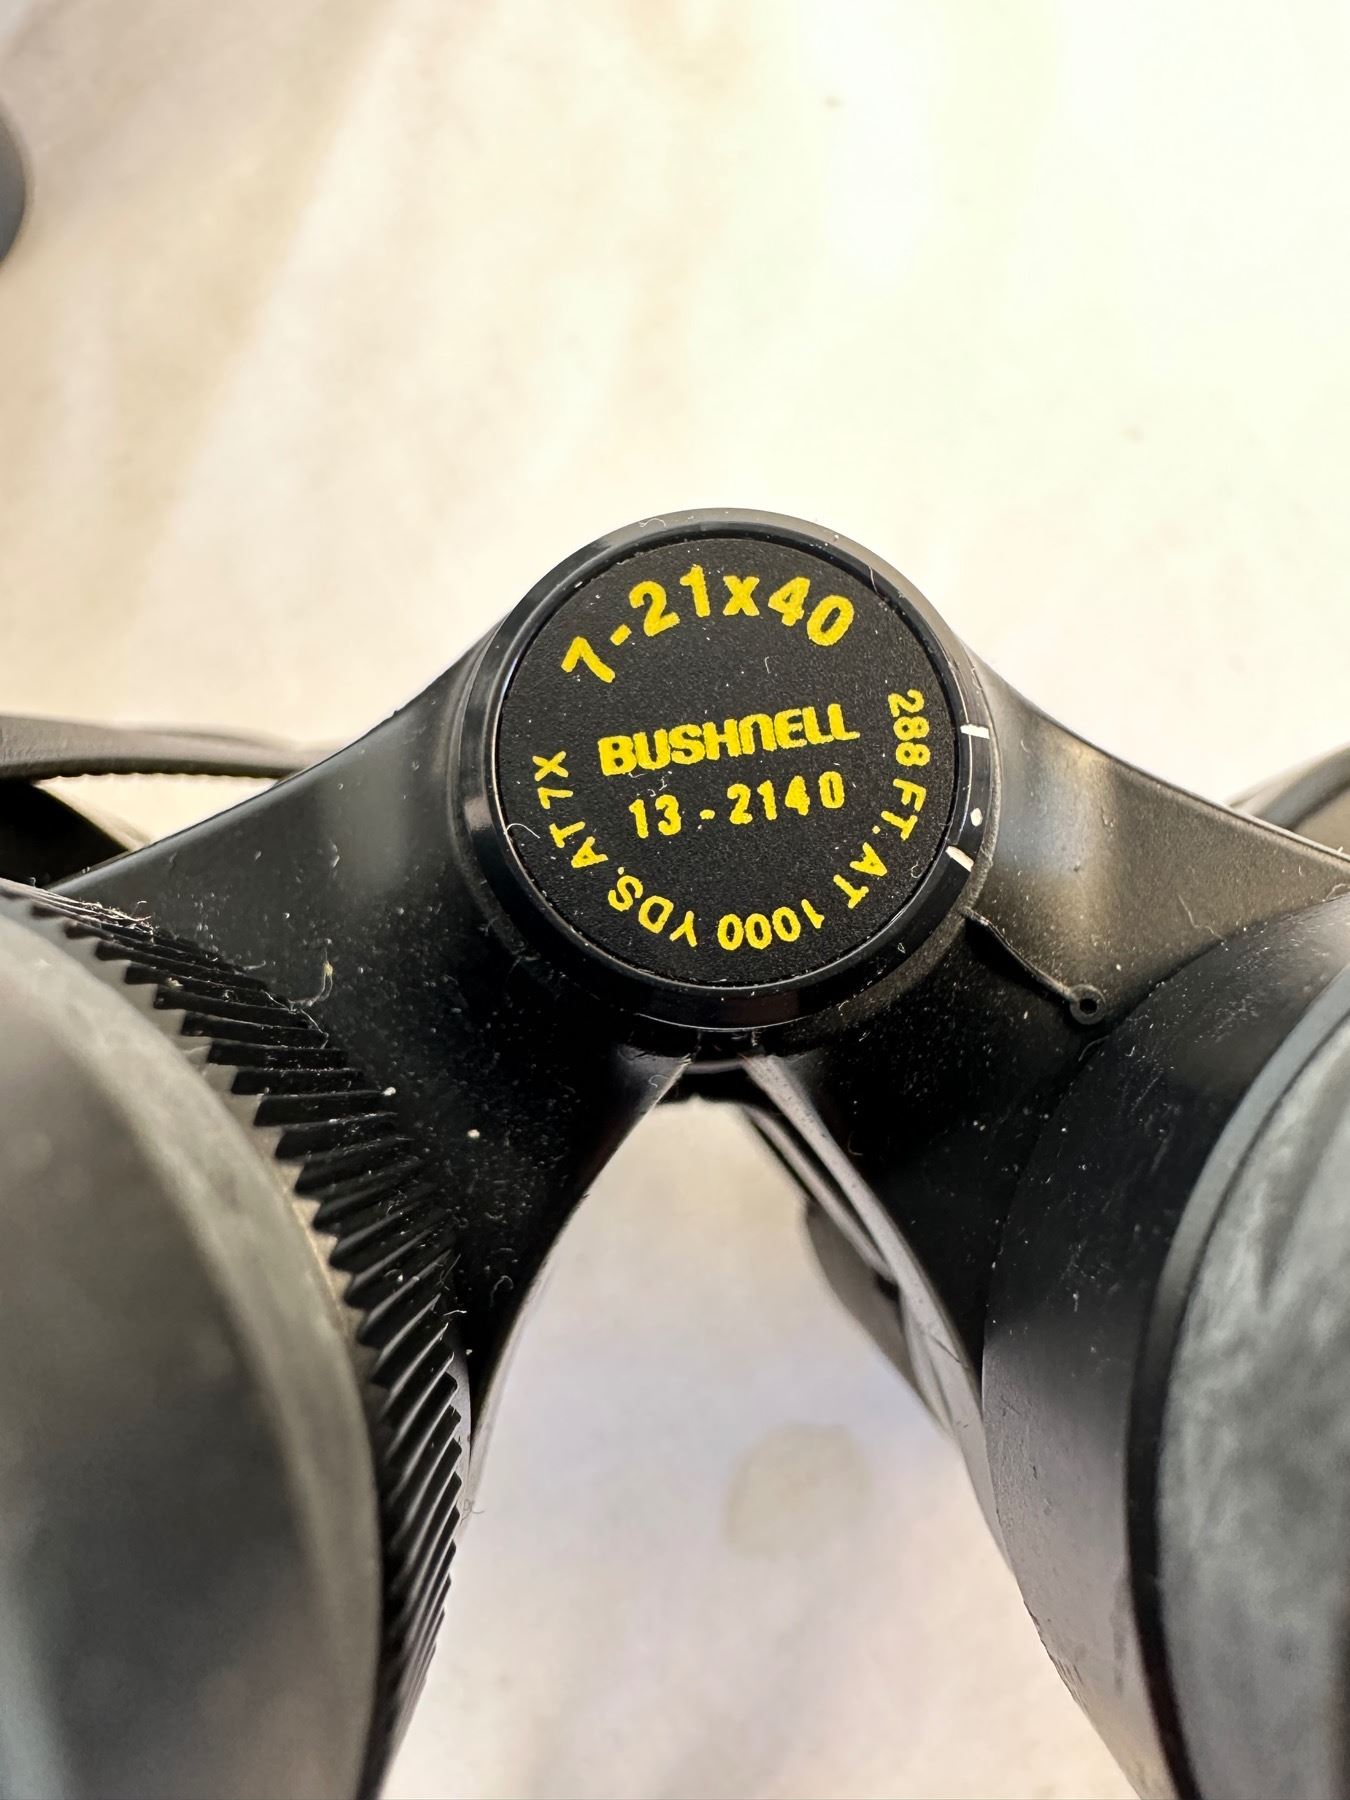 7-21x40
BUSHNELL
13-2140
288 FT. AT 1000 YDS. AT 7X